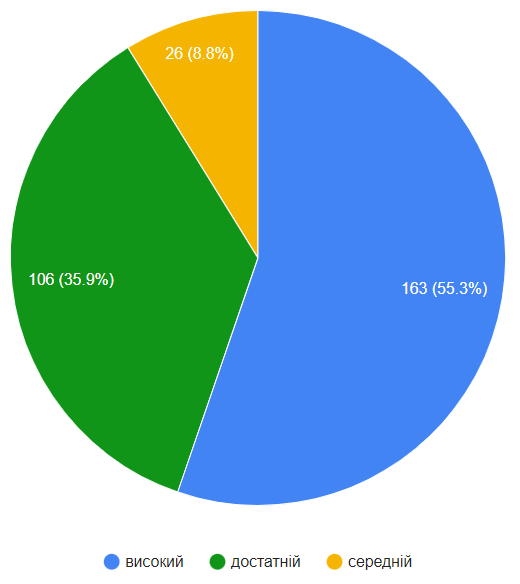 26 (8.8%)
106 (35.9%)
163 (55.3%)
високий достатній середній